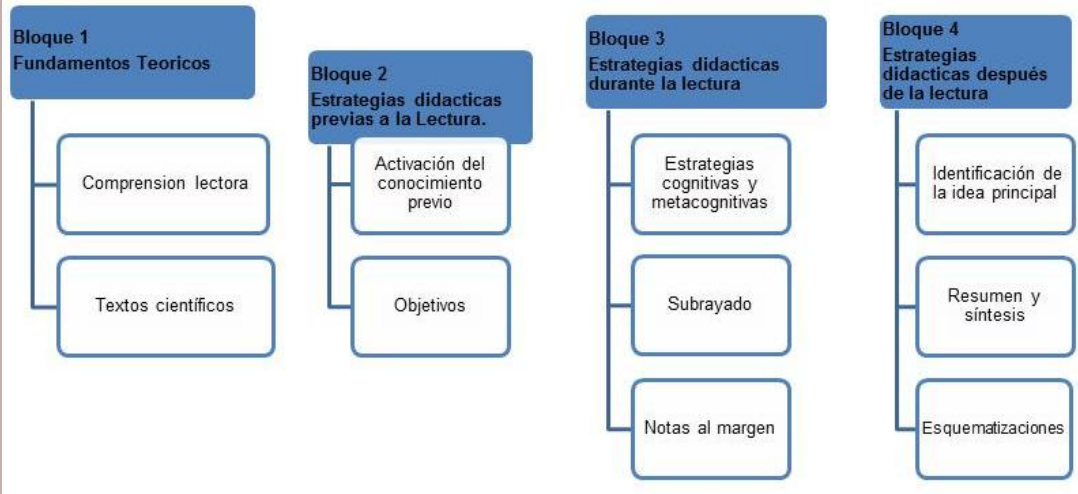 Bloque 1
Fundamentos Teoricos
Comprension lectora
Textos científicos
Bloque 2
Estrategias didacticas
previas a la Lectura.
Activación del
conocimiento
previo
Objetivos
Bloque 3
Estrategias didacticas
durante la lectura
Estrategias
cognitivas y
metacognitivas
Subrayado
Notas al margen
Bloque 4
Estrategias
didacticas después
de la lectura
Identificación de
la idea principal
Resumen y
síntesis
Esquematizaciones